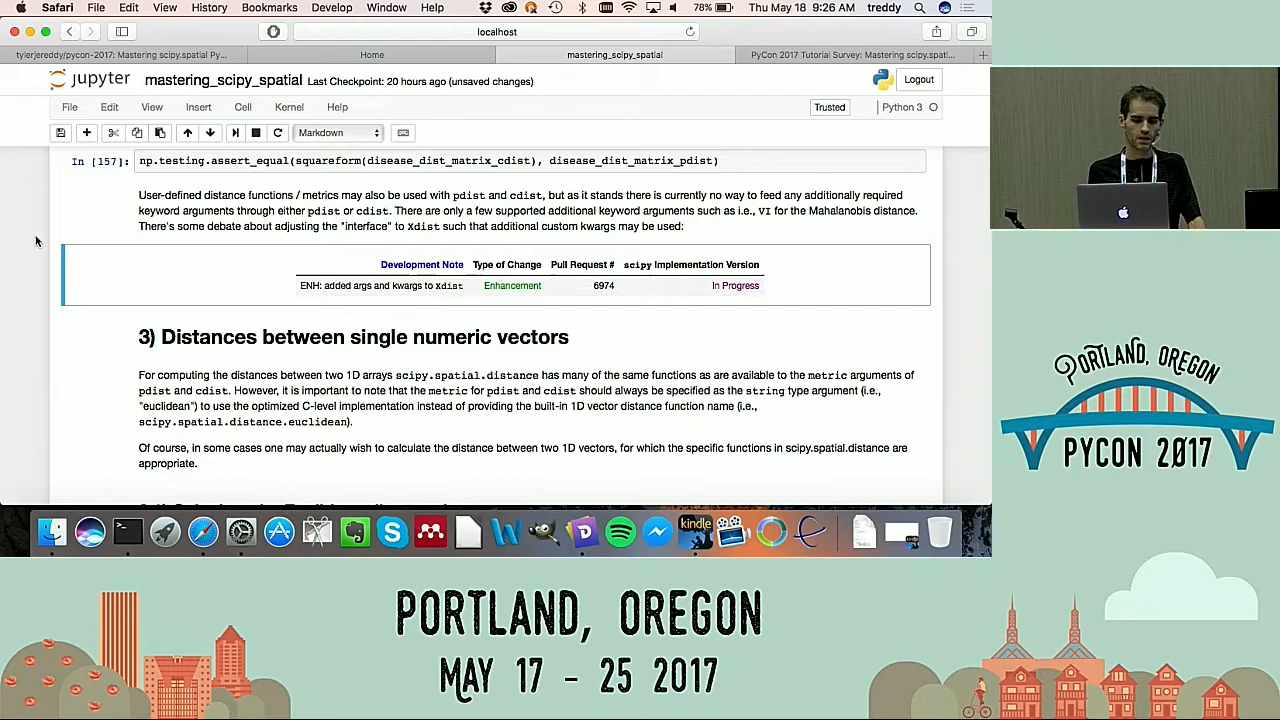 Safari File Edit View History Bookmarks Develop Window Help 78% Thu May 18 9:26 AM treddy
localhost
tylerjereddy/pycon-2017: Mastering scipy.spatial Py... Home mastering_scipy_spatial PyCon 2017 Tutorial Survey: Mastering scipy.spati...
jupyter mastering_scipy_spatial Last Checkpoint: 20 hours ago (unsaved changes) Logout
File Edit View Insert Cell Kernel Help Trusted Python 3
Markdown
In [157]: np.testing.assert_equal(squareform(disease_dist_matrix_cdist), disease_dist_matrix_pdist)
User-defined distance functions / metrics may also be used with pdist and cdist, but as it stands there is currently no way to feed any additionally required
keyword arguments through either pdist or cdist. There are only a few supported additional keyword arguments such as i.e., VI for the Mahalanobis distance.
There's some debate about adjusting the "interface" to Xdist such that additional custom kwargs may be used:
Development Note Type of Change Pull Request # scipy Implementation Version
ENH: added args and kwargs to Xdist Enhancement 6974 In Progress
3) Distances between single numeric vectors
For computing the distances between two 1D arrays scipy.spatial.distance has many of the same functions as are available to the metric arguments of
pdist and cdist. However, it is important to note that the metric for pdist and cdist should always be specified as the string type argument (i.e.,
"euclidean") to use the optimized C-level implementation instead of providing the built-in 1D vector distance function name (i.e.,
scipy.spatial.distance.euclidean).
Of course, in some cases one may actually wish to calculate the distance between two 1D vectors, for which the specific functions in scipy.spatial.distance are
appropriate.
kindle
PORTLAND, OREGON
PYCON 2017
PORTLAND, OREGON
MAY 17 - 25 2017